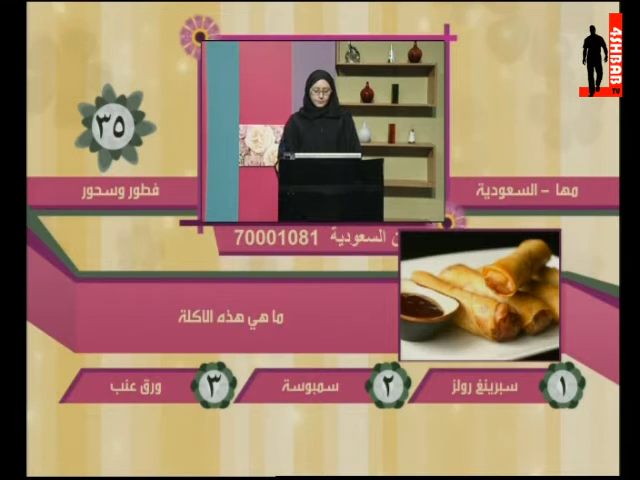 4SHBAB
TV
٣٥
مها - السعودية
فطور وسحور
ن السعودية 70001081
ما هي هذه الاكلة
١ سبرينغ رولز
٢ سمبوسة
٣ ورق عنب